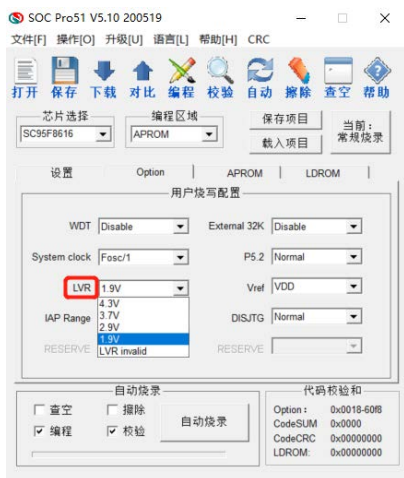 SOC Pro51 V5.10 200519
文件[F] 操作[O] 升级[U] 语言[L] 帮助[H] CRC
打开 保存 下载 对比 编程 校验 自动 擦除 查空 帮助
芯片选择 编程区域 保存项目 当前:
SC95F8616 APROM 载入项目 常规烧录
设置 Option APROM LDROM
用户烧写配置
WDT Disable External 32K Disable
System clock Fosc/1 P5.2 Normal
LVR 1.9V Vref VDD
4.3V
IAP Range 3.7V DISJTG Normal
2.9V
1.9V
RESERVE LVR invalid RESERVE
自动烧录 代码校验和
查空 擦除 自动烧录 Option: 0x0018-60f8
编程 校验 CodeSUM 0x0000
CodeCRC 0x00000000
LDROM: 0x00000000